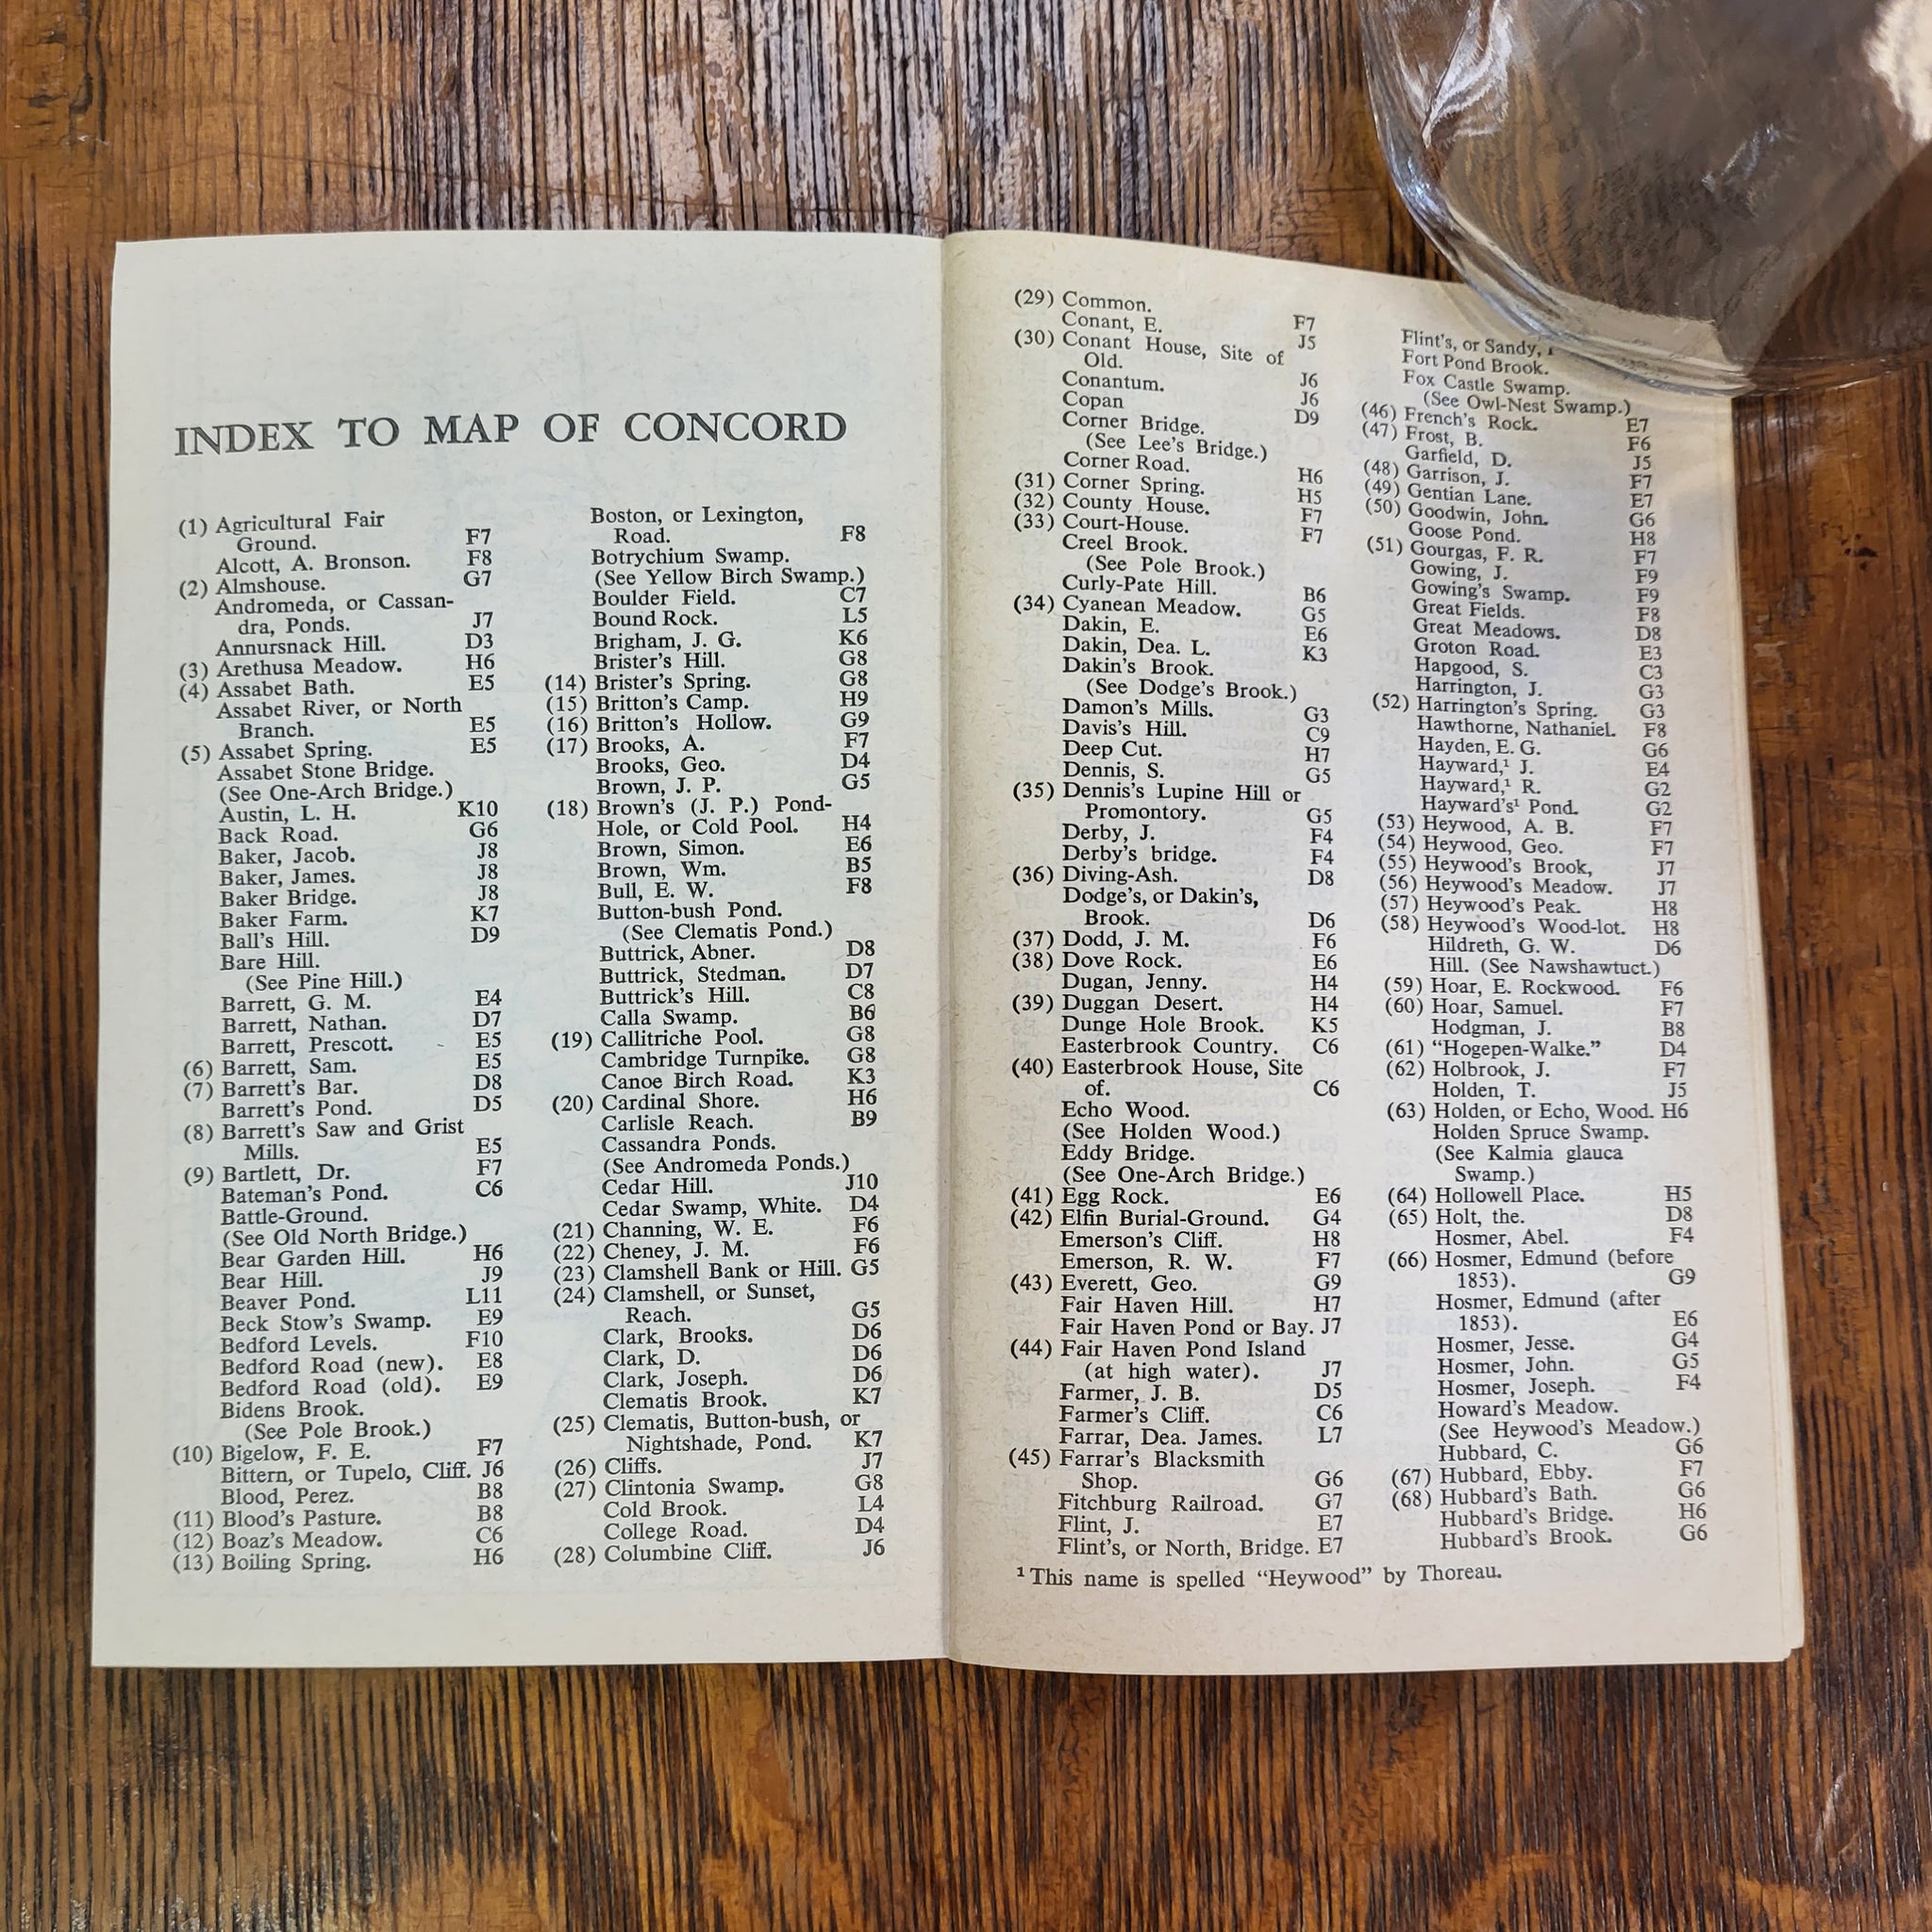 INDEX TO MAP OF CONCORD
(1) Agricultural Fair
Ground. F7
Alcott, A. Bronson. F8
(2) Almshouse. G7
Andromeda, or Cassan-
dra, Ponds. J7
Annursnack Hill. D3
(3) Arethusa Meadow. H6
(4) Assabet Bath. E5
Assabet River, or North
Branch. E5
(5) Assabet Spring. E5
Assabet Stone Bridge.
(See One-Arch Bridge.)
Austin, L. H. K10
Back Road. G6
Baker, Jacob. J8
Baker, James. J8
Baker Bridge. J8
Baker Farm. K7
Ball's Hill. D9
Bare Hill.
(See Pine Hill.)
Barrett, G. M. E4
Barrett, Nathan. D7
Barrett, Prescott. E5
(6) Barrett, Sam. E5
(7) Barrett's Bar. D8
Barrett's Pond. D5
(8) Barrett's Saw and Grist
Mills. E5
(9) Bartlett, Dr. F7
Bateman's Pond. C6
Battle-Ground.
(See Old North Bridge.)
Bear Garden Hill. H6
Bear Hill. J9
Beaver Pond. L11
Beck Stow's Swamp. E9
Bedford Levels. F10
Bedford Road (new). E8
Bedford Road (old). E9
Bidens Brook.
(See Pole Brook.)
(10) Bigelow, F. E. F7
Bittern, or Tupelo, Cliff. J6
Blood, Perez. B8
(11) Blood's Pasture. B8
(12) Boaz's Meadow. C6
(13) Boiling Spring. H6
Boston, or Lexington,
Road. F8
Botrychium Swamp.
(See Yellow Birch Swamp.)
Boulder Field. C7
Bound Rock. L5
Brigham, J. G. K6
Brister's Hill. G8
(14) Brister's Spring. G8
(15) Britton's Camp. H9
(16) Britton's Hollow. G9
(17) Brooks, A. F7
Brooks, Geo. D4
Brown, J. P. G5
(18) Brown's (J. P.) Pond-
Hole, or Cold Pool. H4
Brown, Simon. E6
Brown, Wm. B5
Bull, E. W. F8
Button-bush Pond.
(See Clematis Pond.)
Buttrick, Abner. D8
Buttrick, Stedman. D7
Buttrick's Hill. C8
Calla Swamp. B6
(19) Callitriche Pool. G8
Cambridge Turnpike. G8
Canoe Birch Road. K3
(20) Cardinal Shore. H6
Carlisle Reach. B9
Cassandra Ponds.
(See Andromeda Ponds.)
Cedar Hill. J10
Cedar Swamp, White. D4
(21) Channing, W. E. F6
(22) Cheney, J. M. F6
(23) Clamshell Bank or Hill. G5
(24) Clamshell, or Sunset,
Reach. G5
Clark, Brooks. D6
Clark, D. D6
Clark, Joseph. D6
Clematis Brook. K7
(25) Clematis, Button-bush, or
Nightshade, Pond. K7
(26) Cliffs. J7
(27) Clintonia Swamp. G8
Cold Brook. L4
College Road. D4
(28) Columbine Cliff. J6
(29) Common. F7
Conant, E. J5
(30) Conant House, Site of
Old. J6
Conantum. J6
Copan D9
Corner Bridge.
(See Lee's Bridge.)
Corner Road. H6
(31) Corner Spring. H5
(32) County House. F7
(33) Court-House. F7
Creel Brook.
(See Pole Brook.)
Curly-Pate Hill. B6
(34) Cyanean Meadow. G5
Dakin, E. E6
Dakin, Dea. L. K3
Dakin's Brook.
(See Dodge's Brook.)
Damon's Mills. G3
Davis's Hill. C9
Deep Cut. H7
Dennis, S. G5
(35) Dennis's Lupine Hill or
Promontory. G5
Derby, J. F4
Derby's bridge. F4
(36) Diving-Ash. D8
Dodge's, or Dakin's,
Brook. D6
(37) Dodd, J. M. F6
(38) Dove Rock. E6
Dugan, Jenny. H4
(39) Duggan Desert. H4
Dunge Hole Brook. K5
Easterbrook Country. C6
(40) Easterbrook House, Site
of. C6
Echo Wood.
(See Holden Wood.)
Eddy Bridge.
(See One-Arch Bridge.)
(41) Egg Rock. E6
(42) Elfin Burial-Ground. G4
Emerson's Cliff. H8
Emerson, R. W. F7
(43) Everett, Geo. G9
Fair Haven Hill. H7
Fair Haven Pond or Bay. J7
(44) Fair Haven Pond Island
(at high water). J7
Farmer, J. B. D5
Farmer's Cliff. C6
Farrar, Dea. James. L7
(45) Farrar's Blacksmith
Shop. G6
Fitchburg Railroad. G7
Flint, J. E7
Flint's, or North, Bridge. E7
Flint's, or Sandy,
Fort Pond Brook.
Fox Castle Swamp.
(See Owl-Nest Swamp.)
(46) French's Rock. E7
(47) Frost, B. F6
Garfield, D. J5
(48) Garrison, J. F7
(49) Gentian Lane. E7
(50) Goodwin, John. G6
Goose Pond. H8
(51) Gourgas, F. R. F7
Gowing, J. F9
Gowing's Swamp. F9
Great Fields. F8
Great Meadows. D8
Groton Road. E3
Hapgood, S. C3
Harrington, J. G3
(52) Harrington's Spring. G3
Hawthorne, Nathaniel. F8
Hayden, E. G. G6
Hayward,¹ J. E4
Hayward,¹ R. G2
Hayward's¹ Pond. G2
(53) Heywood, A. B. F7
(54) Heywood, Geo. F7
(55) Heywood's Brook, J7
(56) Heywood's Meadow. J7
(57) Heywood's Peak. H8
(58) Heywood's Wood-lot. H8
Hildreth, G. W. D6
Hill. (See Nawshawtuct.)
(59) Hoar, E. Rockwood. F6
(60) Hoar, Samuel. F7
Hodgman, J. B8
(61) "Hogepen-Walke." D4
(62) Holbrook, J. F7
Holden, T. J5
(63) Holden, or Echo, Wood. H6
Holden Spruce Swamp.
(See Kalmia glauca
Swamp.)
(64) Hollowell Place. H5
(65) Holt, the. D8
Hosmer, Abel. F4
(66) Hosmer, Edmund (before
1853). G9
Hosmer, Edmund (after
1853). E6
Hosmer, Jesse. G4
Hosmer, John. G5
Hosmer, Joseph. F4
Howard's Meadow.
(See Heywood's Meadow.)
Hubbard, C. G6
(67) Hubbard, Ebby. F7
(68) Hubbard's Bath. G6
Hubbard's Bridge. H6
Hubbard's Brook. G6
¹ This name is spelled "Heywood" by Thoreau.